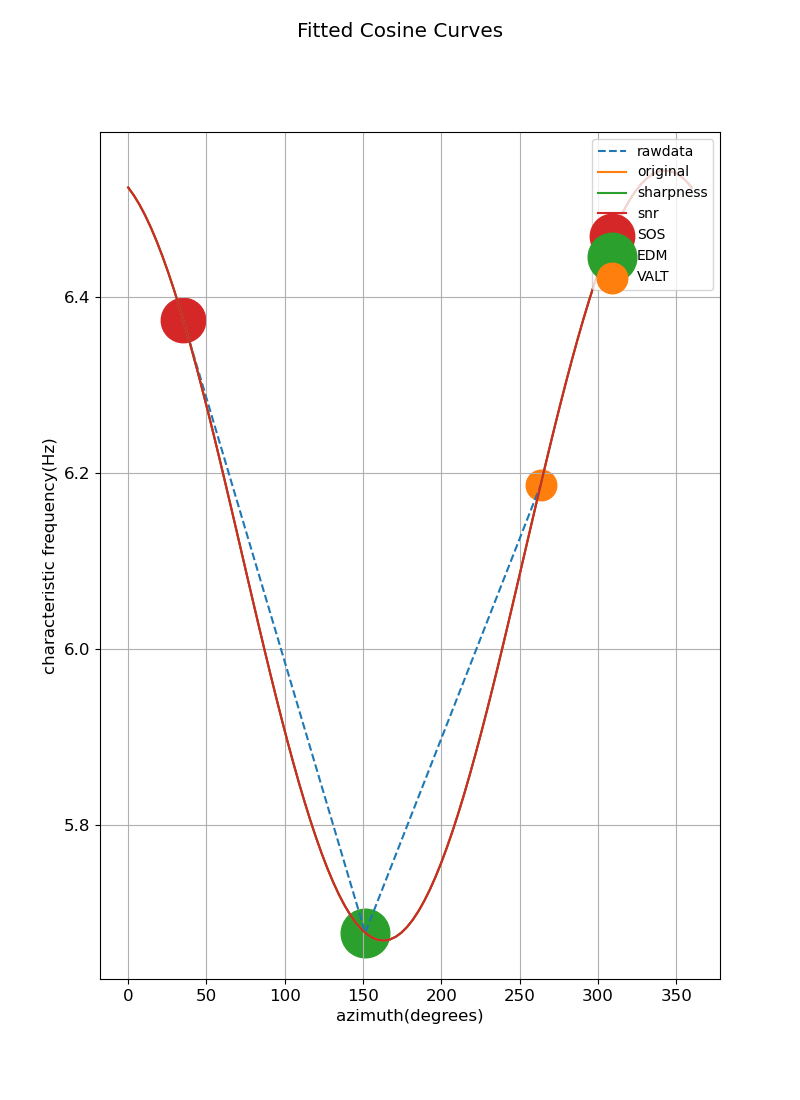 Fitted Cosine Curves
rawdata
original
sharpness
snr
SOS
EDM
VALT
6.4
6.2
6.0
5.8
characteristic frequency(Hz)
0 50 100 150 200 250 300 350
azimuth(degrees)